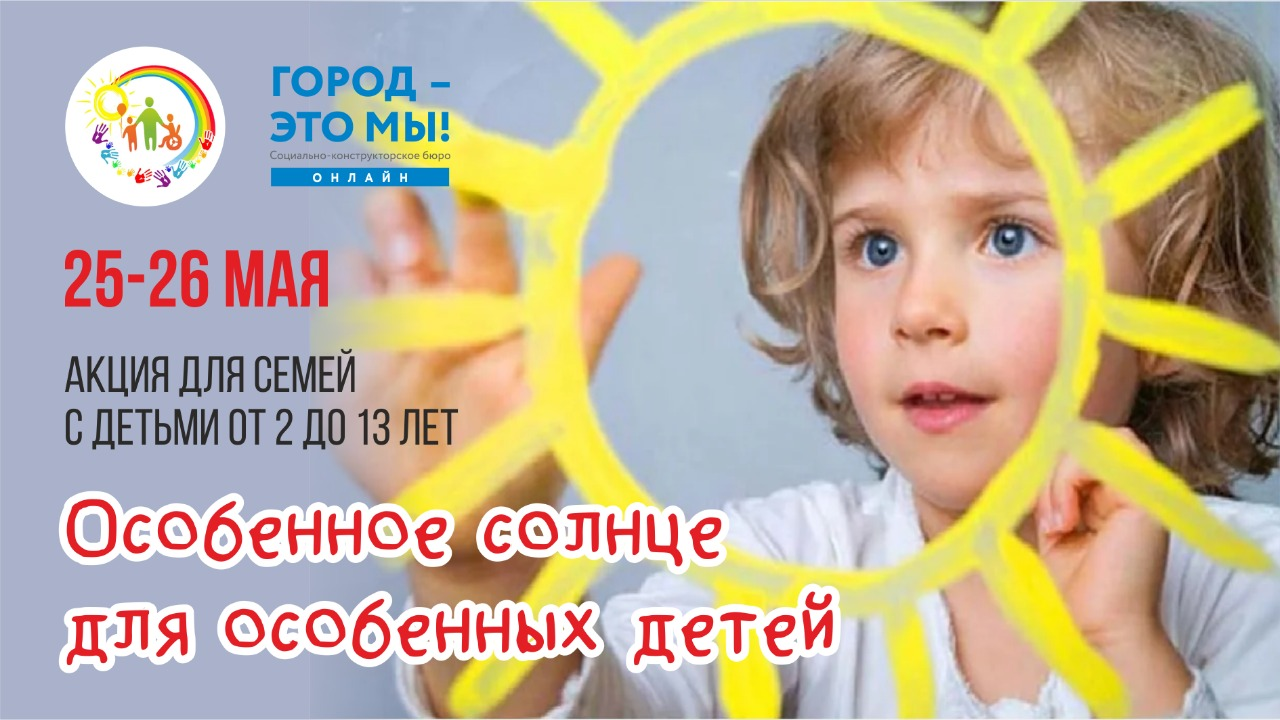 ГОРОД –
ЭТО МЫ!
Социально-конструкторское бюро
ОНЛАЙН
25-26 МАЯ
АКЦИЯ ДЛЯ СЕМЕЙ
С ДЕТЬМИ ОТ 2 ДО 13 ЛЕТ
Особенное солнце
для особенных детей